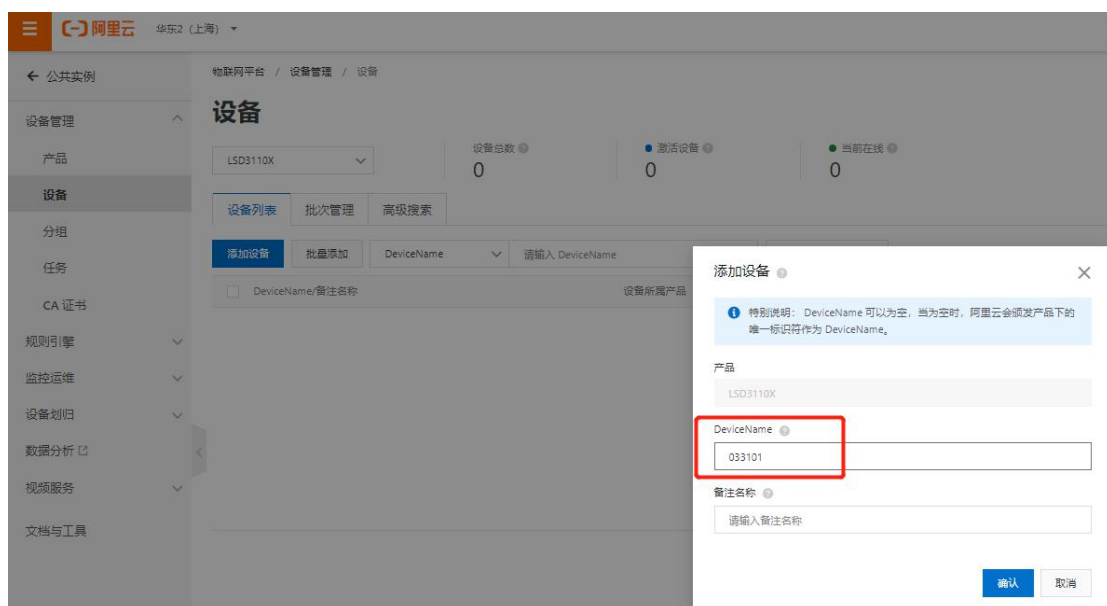 阿里云
华东2（上海）
公共实例
物联网平台 / 设备管理 / 设备
设备管理
设备
产品
LSD3110X
设备总数
0
激活设备
0
当前在线
0
设备
设备列表
批次管理
高级搜索
分组
添加设备
批量添加
DeviceName
请输入 DeviceName
任务
DeviceName/备注名称
设备所属产品
CA 证书
规则引擎
监控运维
设备划归
数据分析
视频服务
文档与工具
添加设备
特别说明： DeviceName 可以为空，当为空时，阿里云会颁发产品下的
唯一标识符作为 DeviceName。
产品
LSD3110X
DeviceName
033101
备注名称
请输入备注名称
确认
取消